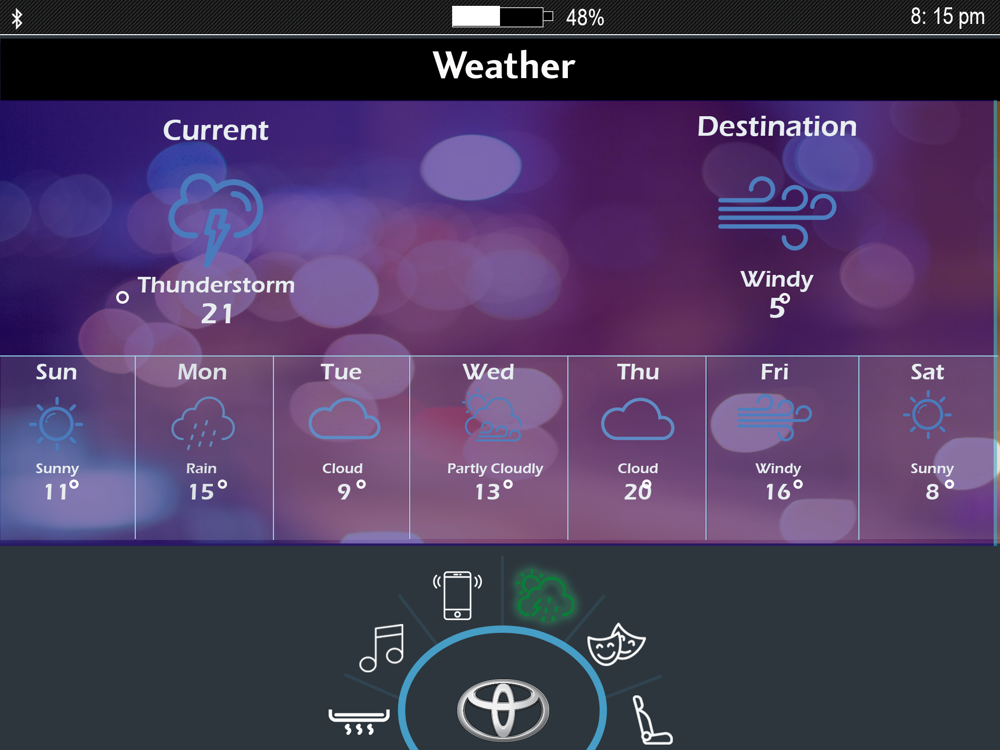 48%
8: 15 pm
Weather
Current
Destination
Thunderstorm
21
Windy
5°
Sun
Mon
Tue
Wed
Thu
Fri
Sat
Sunny
Rain
Cloud
Partly Cloudly
Cloud
Windy
Sunny
11°
15°
9°
13°
20°
16°
8°